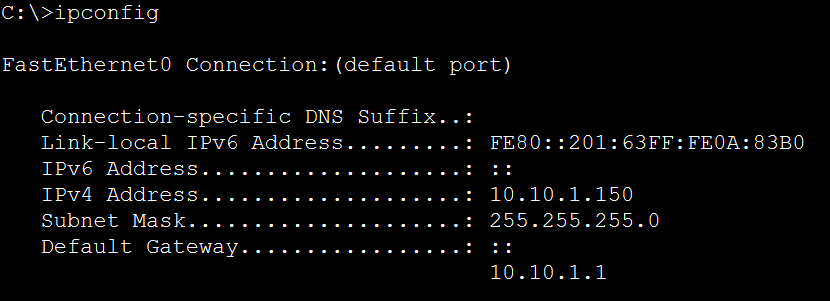 C:\>ipconfig
FastEthernet0 Connection:(default port)
Connection-specific DNS Suffix..:
Link-local IPv6 Address.........: FE80::201:63FF:FE0A:83B0
IPv6 Address....................: ::
IPv4 Address....................: 10.10.1.150
Subnet Mask.....................: 255.255.255.0
Default Gateway.................: ::
10.10.1.1